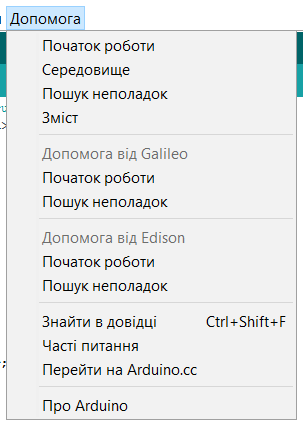 Допомога
Початок роботи
Середовище
Пошук неполадок
Зміст
Допомога від Galileo
Початок роботи
Пошук неполадок
Допомога від Edison
Початок роботи
Пошук неполадок
Знайти в довідці Ctrl+Shift+F
Часті питання
Перейти на Arduino.cc
Про Arduino